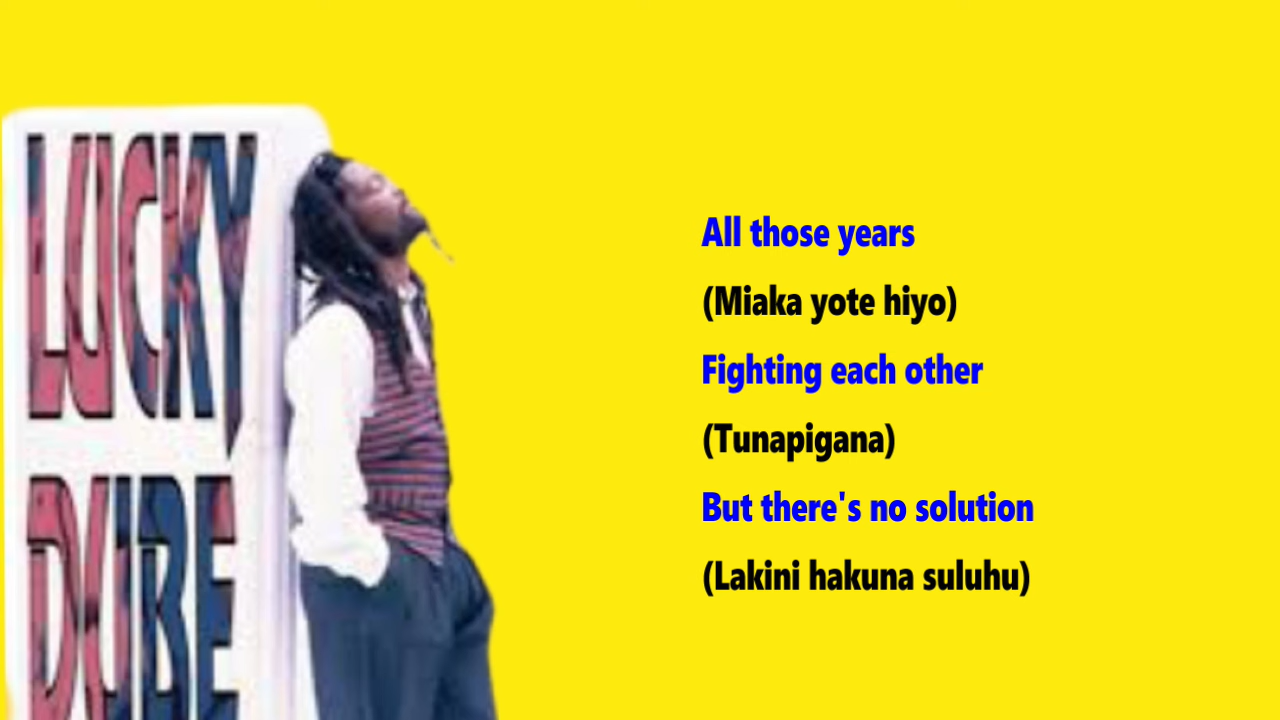 LUCKY
DUBE
All those years
(Miaka yote hiyo)
Fighting each other
(Tunapigana)
But there's no solution
(Lakini hakuna suluhu)